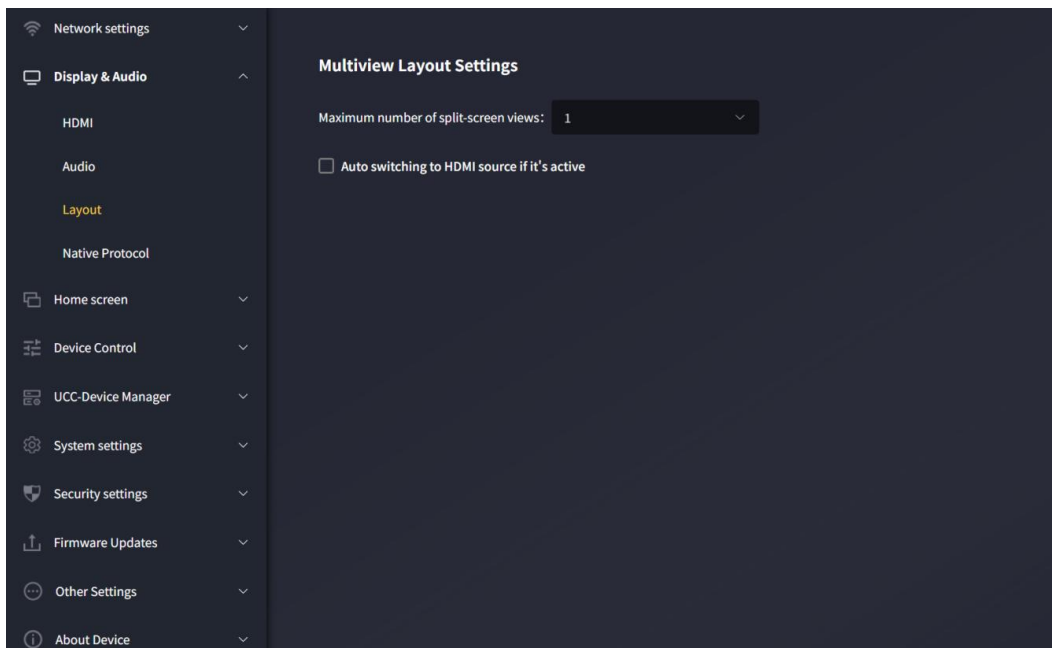 Network settings
Display & Audio
HDMI
Audio
Layout
Native Protocol
Home screen
Device Control
UCC-Device Manager
System settings
Security settings
Firmware Updates
Other Settings
About Device
Multiview Layout Settings
Maximum number of split-screen views: 1
Auto switching to HDMI source if it's active